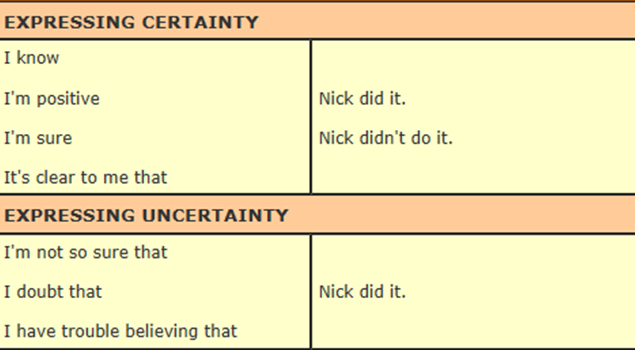 EXPRESSING CERTAINTY
I know
I'm positive
Nick did it.
I'm sure
Nick didn't do it.
It's clear to me that
EXPRESSING UNCERTAINTY
I'm not so sure that
I doubt that
Nick did it.
I have trouble believing that